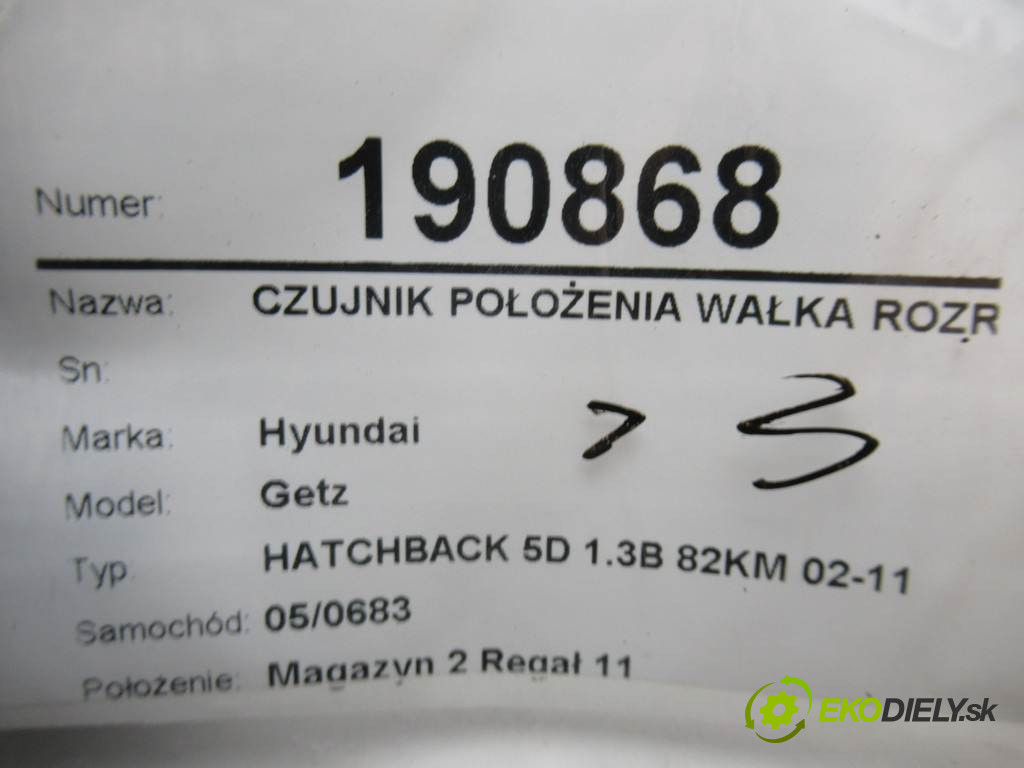 Numer: 190868
Nazwa: CZUJNIK POŁOŻENIA WAŁKA ROZR
Sn:
Marka: Hyundai
> 3
Model: Getz
Typ HATCHBACK 5D 1.3B 82KM 02-11
Samochód: 05/0683
Położenie: Magazyn 2 Regał 11
EKODIELY.sk